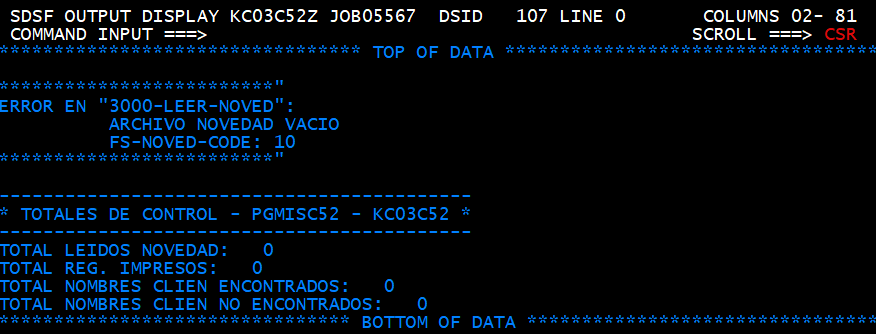 SDSF OUTPUT DISPLAY KC03C52Z JOB05567  DSID   107 LINE 0       COLUMNS 02- 81
COMMAND INPUT ===>                                            SCROLL ===> CSR
********************************* TOP OF DATA **********************************
**************************"
ERROR EN "3000-LEER-NOVED":
          ARCHIVO NOVEDAD VACIO
          FS-NOVED-CODE: 10
**************************"
---------------------------------------------
* TOTALES DE CONTROL - PGMISC52 - KC03C52 *
---------------------------------------------
TOTAL LEIDOS NOVEDAD:   0
TOTAL REG. IMPRESOS:   0
TOTAL NOMBRES CLIEN ENCONTRADOS:   0
TOTAL NOMBRES CLIEN NO ENCONTRADOS:   0
******************************** BOTTOM OF DATA ********************************